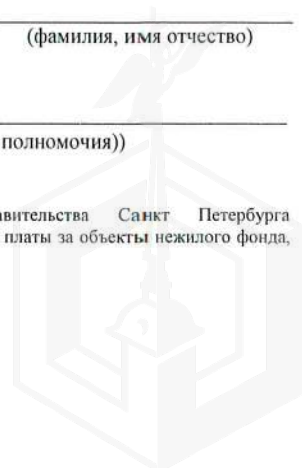 (фамилия, имя отчество)
полномочия))
авительства Санкт Петербурга
платы за объекты нежилого фонда,